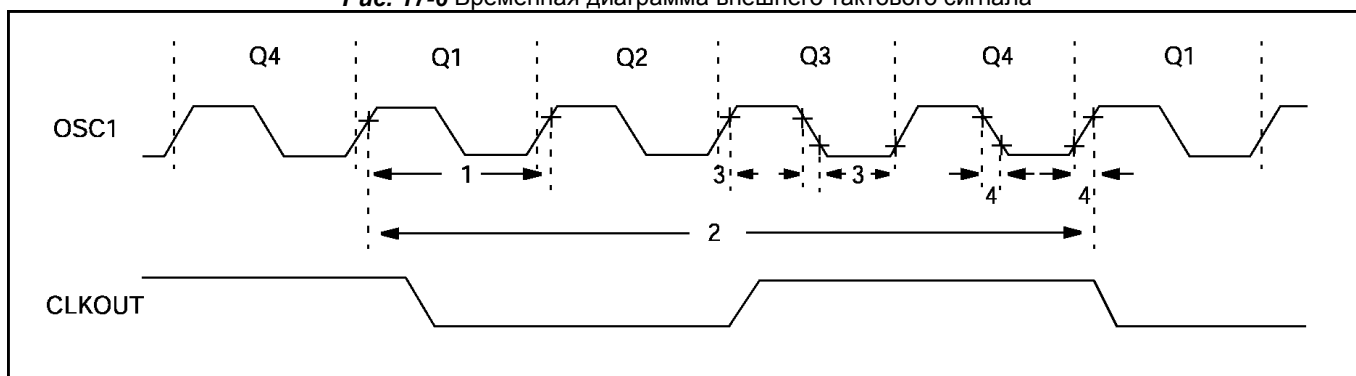 Рис. 17-6 Временная диаграмма внешнего тактового сигнала
Q4 Q1 Q2 Q3 Q4 Q1
OSC1
1 3 3 4 4
2
CLKOUT